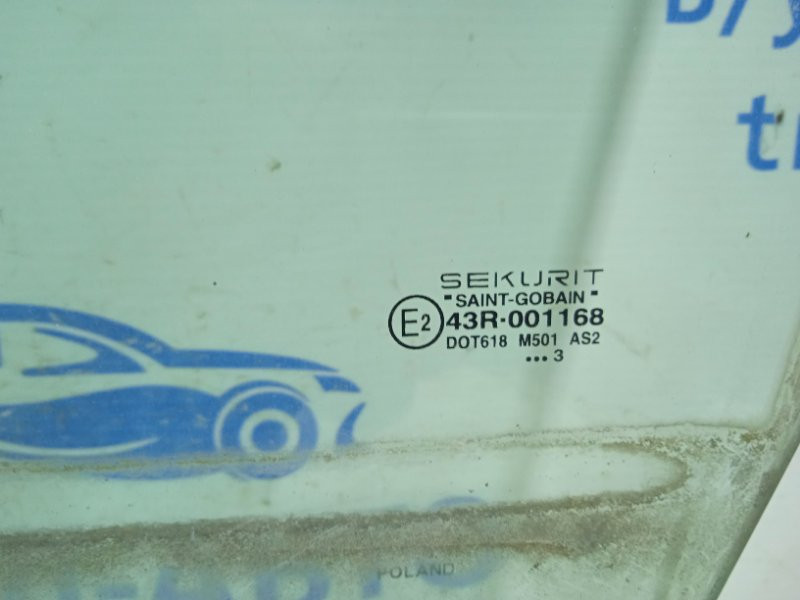 в/у
SEKURIT
"SAINT-GOBAIN"
E2 43R·001168
DOT618 M501 AS2
•••3
POLAND